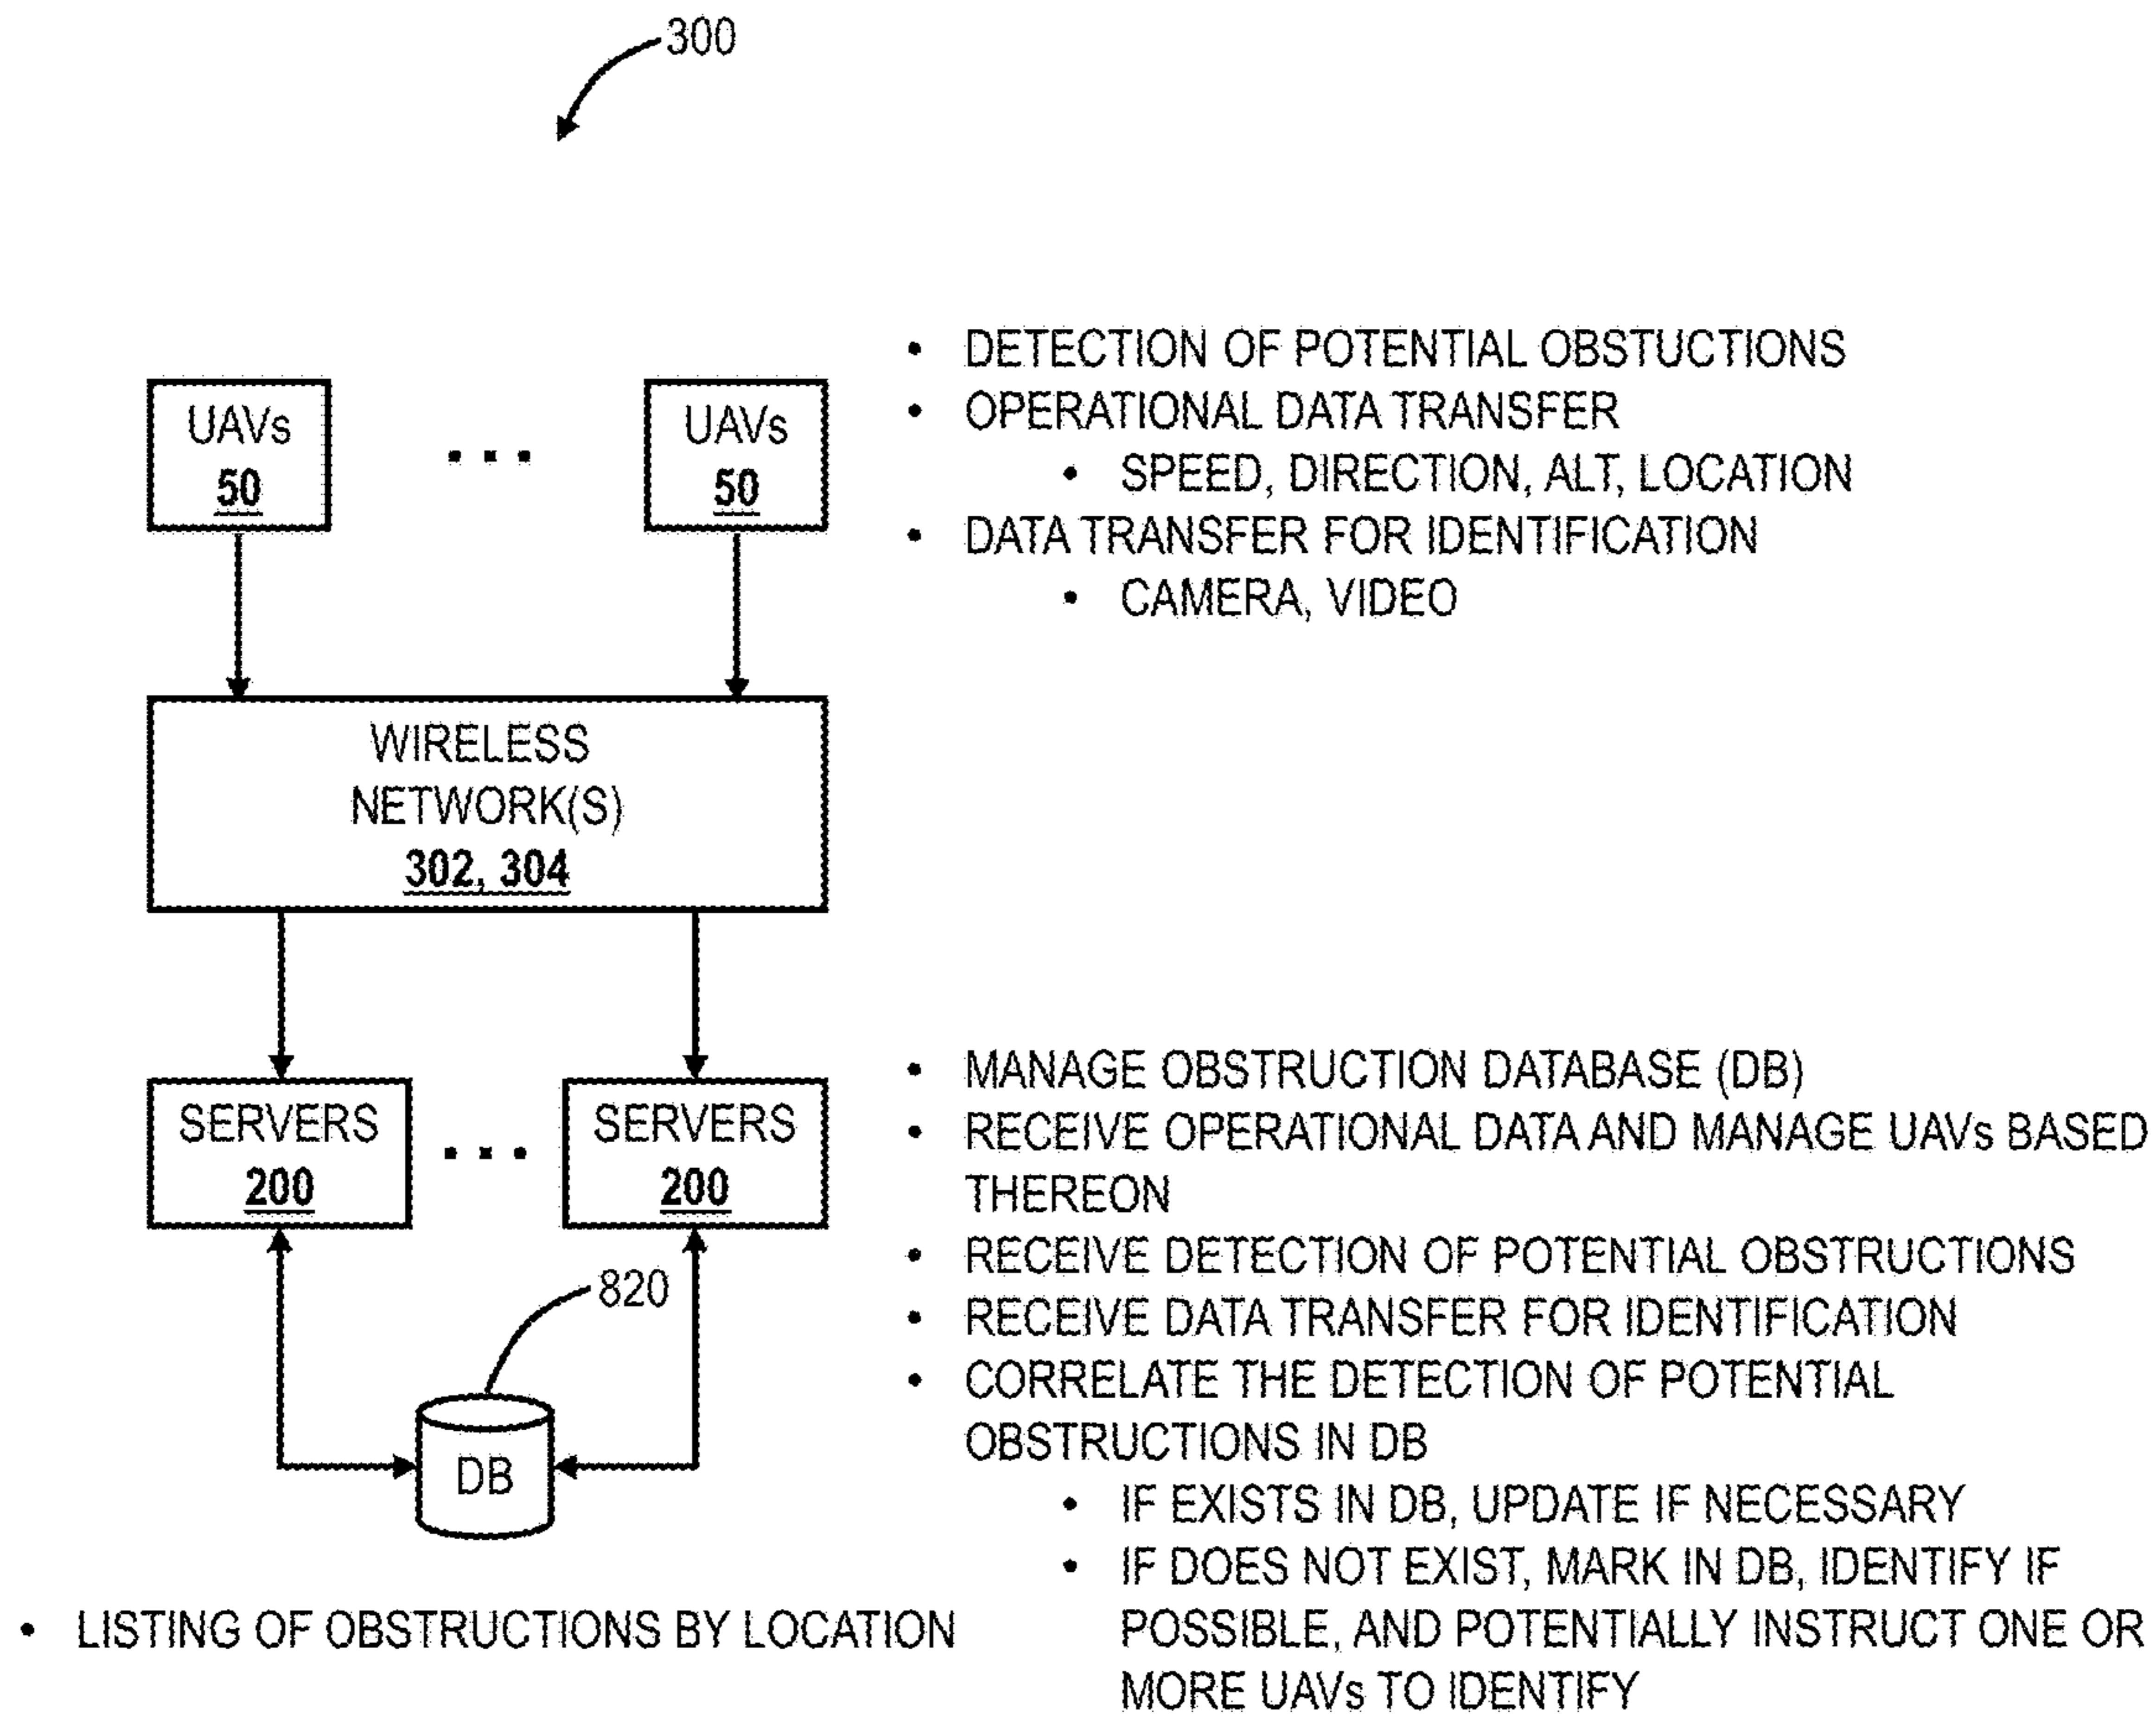 300
UAVs
50
. . .
UAVs
50
• DETECTION OF POTENTIAL OBSTUCTIONS
• OPERATIONAL DATA TRANSFER
• SPEED, DIRECTION, ALT, LOCATION
• DATA TRANSFER FOR IDENTIFICATION
• CAMERA, VIDEO
WIRELESS
NETWORK(S)
302, 304
SERVERS
200
. . .
SERVERS
200
820
DB
• LISTING OF OBSTRUCTIONS BY LOCATION
• MANAGE OBSTRUCTION DATABASE (DB)
• RECEIVE OPERATIONAL DATA AND MANAGE UAVs BASED
THEREON
• RECEIVE DETECTION OF POTENTIAL OBSTRUCTIONS
• RECEIVE DATA TRANSFER FOR IDENTIFICATION
• CORRELATE THE DETECTION OF POTENTIAL
OBSTRUCTIONS IN DB
• IF EXISTS IN DB, UPDATE IF NECESSARY
• IF DOES NOT EXIST, MARK IN DB, IDENTIFY IF
POSSIBLE, AND POTENTIALLY INSTRUCT ONE OR
MORE UAVs TO IDENTIFY